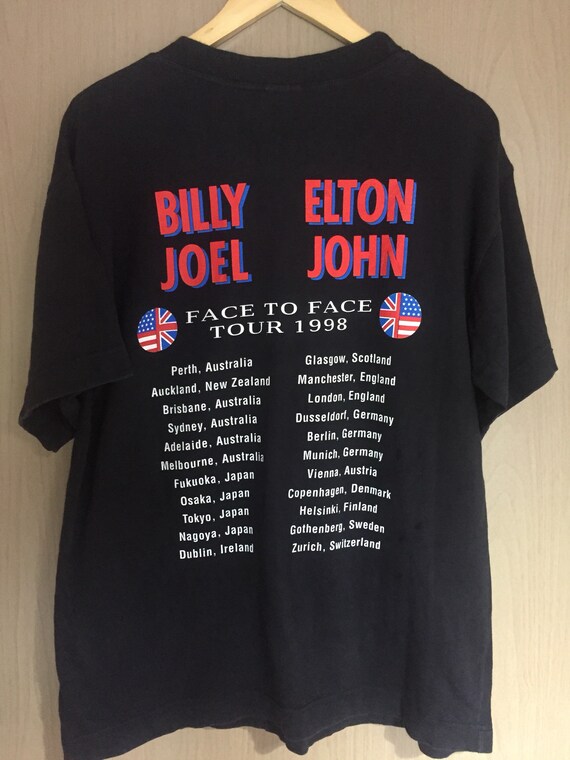 BILLY
JOEL
ELTON
JOHN
FACE TO FACE
TOUR 1998
Perth, Australia
Auckland, New Zealand
Brisbane, Australia
Sydney, Australia
Adelaide, Australia
Melbourne, Australia
Fukuoka, Japan
Osaka, Japan
Tokyo, Japan
Nagoya, Japan
Dublin, Ireland
Glasgow, Scotland
Manchester, England
London, England
Dusseldorf, Germany
Berlin, Germany
Munich, Germany
Vienna, Austria
Copenhagen, Denmark
Helsinki, Finland
Gothenberg, Sweden
Zurich, Switzerland